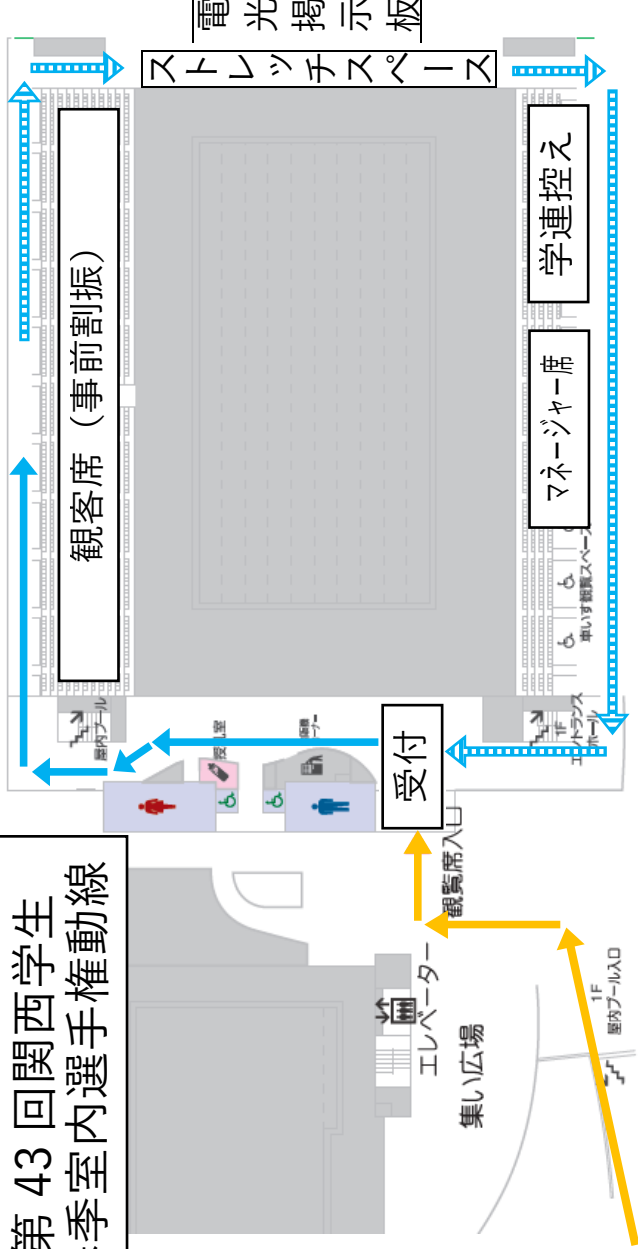 第 43 回関西学生
季室内選手権動線
電光掲示板
ストレッチスペース
観客席（事前割振）
学連控え
マネージャー席
車いす観覧スペース
屋内プール
授乳室
ーナー
受付
1F
エントランス
ホール
観覧席入口
エレベーター
集い広場
1F
屋内プール入口